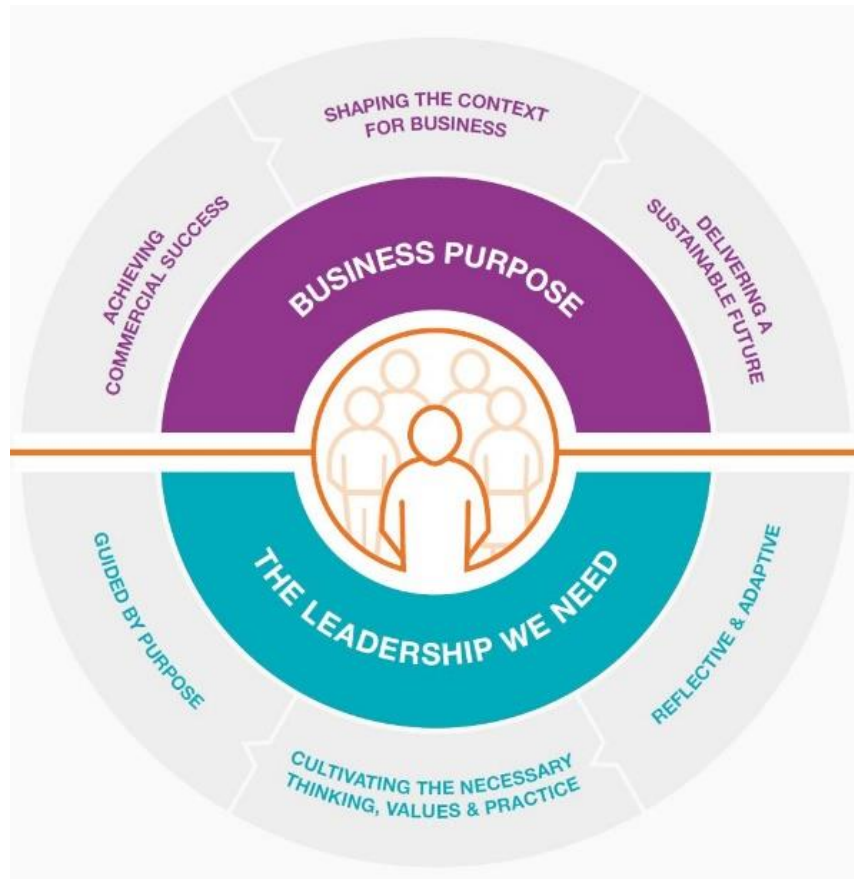 SHAPING THE CONTEXT
FOR BUSINESS
ACHIEVING
COMMERCIAL SUCCESS
DELIVERING A
SUSTAINABLE FUTURE
BUSINESS PURPOSE
THE LEADERSHIP WE NEED
GUIDED BY PURPOSE
REFLECTIVE & ADAPTIVE
CULTIVATING THE NECESSARY
THINKING, VALUES & PRACTICE